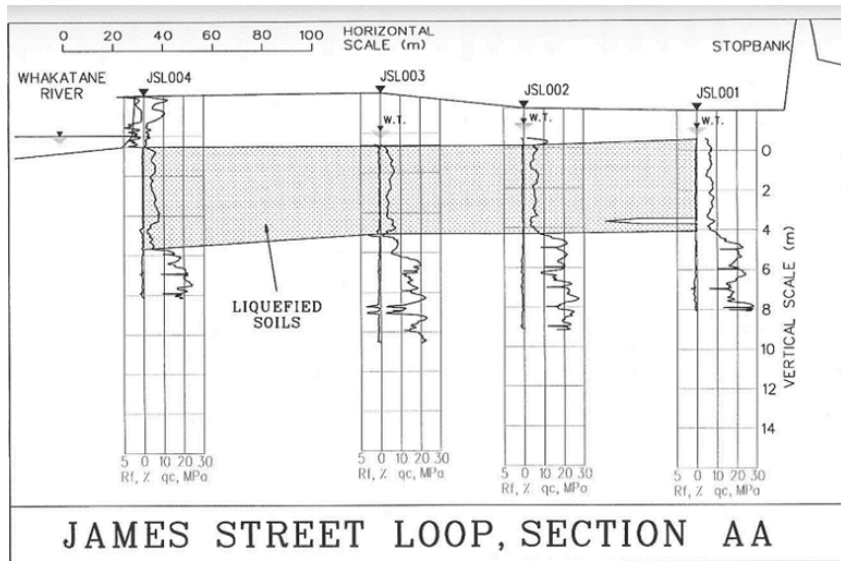 0 20 40 60 80 100 HORIZONTAL
SCALE (m)
STOPBANK
WHAKATANE
RIVER
JSL004
JSL003
JSL002
JSL001
W.T.
W.T.
W.T.
0
2
4
6
8
10
12
14
VERTICAL SCALE (m)
LIQUEFIED
SOILS
5 0 10 20 30
Rf, % qc, MPa
5 0 10 20 30
Rf, % qc, MPa
5 0 10 20 30
Rf, % qc, MPa
5 0 10 20 30
Rf, % qc, MPa
JAMES STREET LOOP, SECTION AA